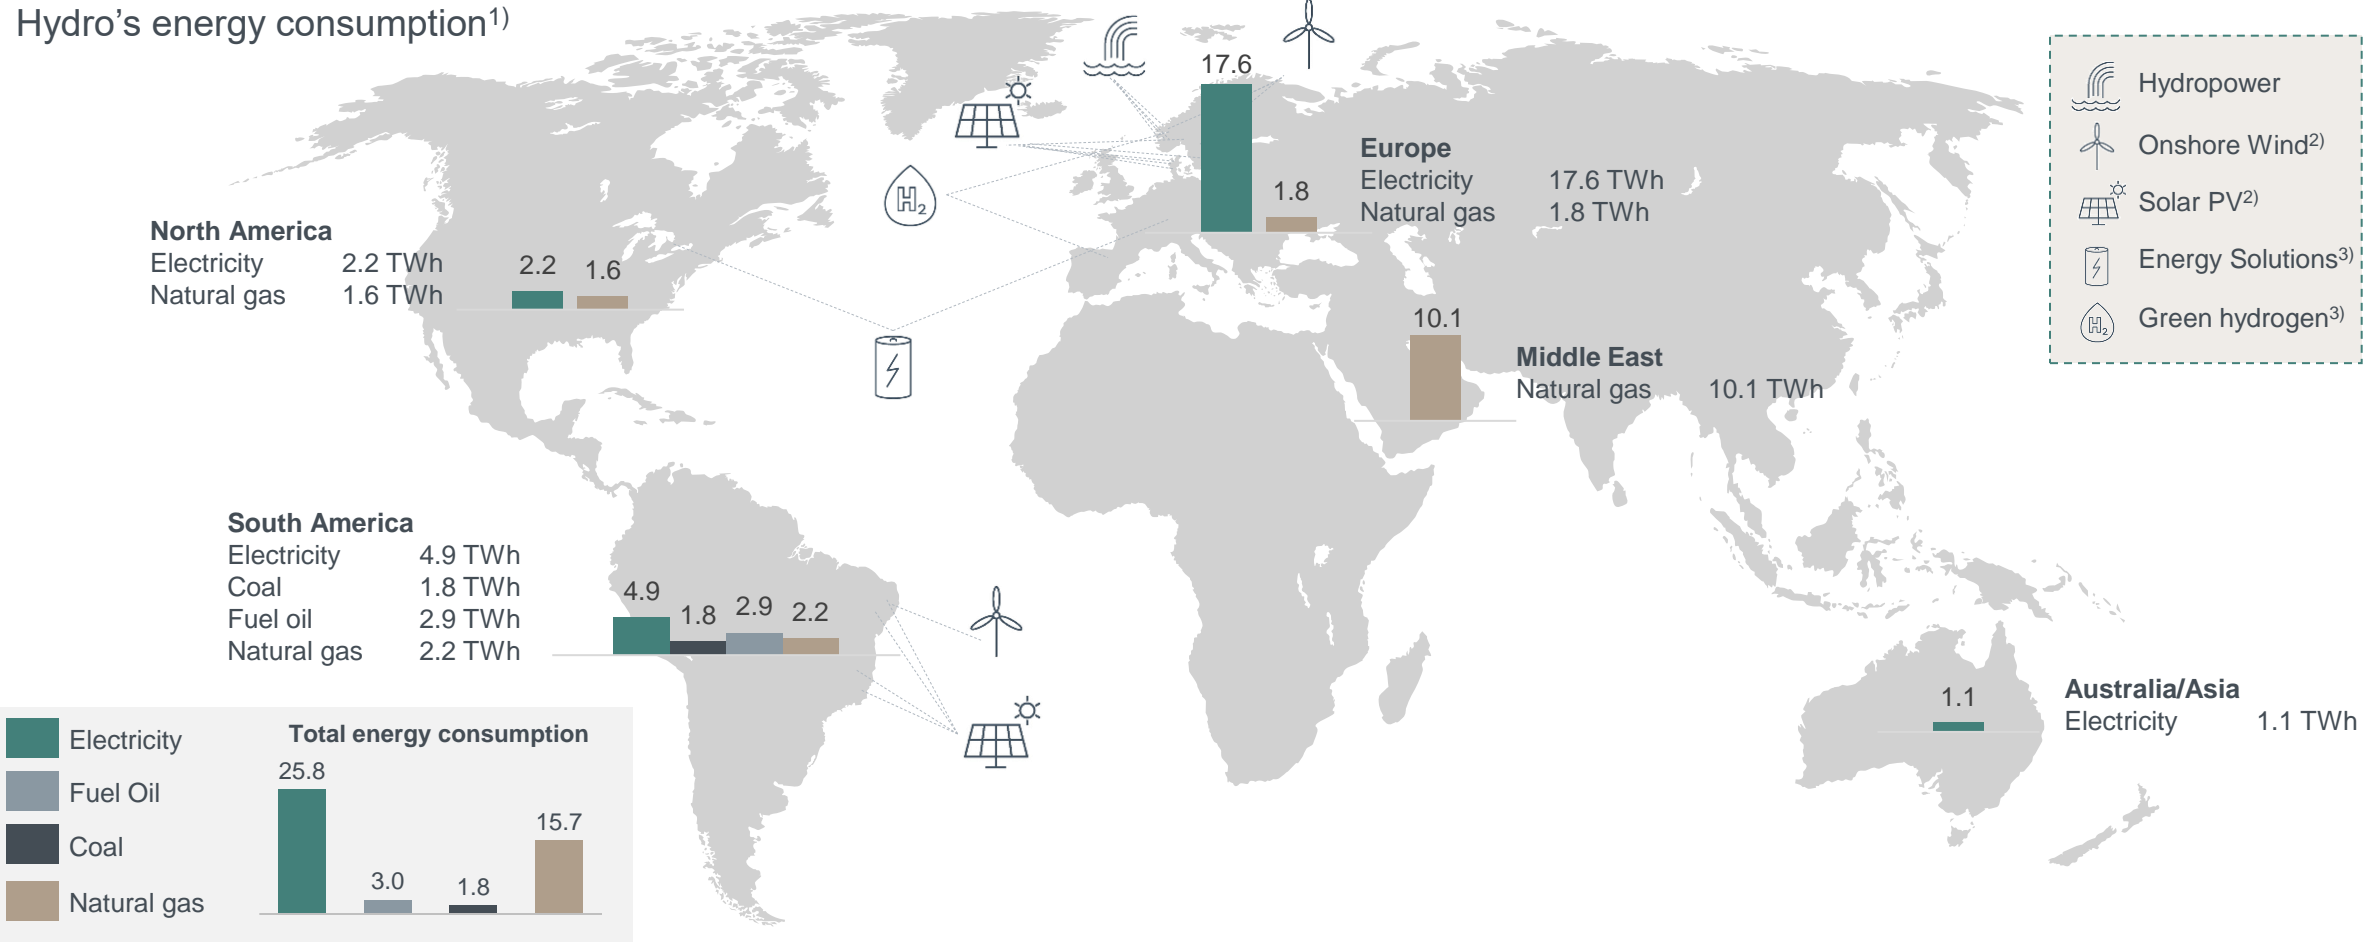 Hydro's energy consumption1)
17.6
1.8
Europe
Electricity 17.6 TWh
Natural gas 1.8 TWh
Hydropower
Onshore Wind2)
Solar PV2)
Energy Solutions3)
H2 Green hydrogen3)
H2
North America
Electricity 2.2 TWh
Natural gas 1.6 TWh
2.2 1.6
10.1
Middle East
Natural gas 10.1 TWh
South America
Electricity 4.9 TWh
Coal 1.8 TWh
Fuel oil 2.9 TWh
Natural gas 2.2 TWh
4.9 1.8 2.9 2.2
1.1
Australia/Asia
Electricity 1.1 TWh
Electricity
Fuel Oil
Coal
Natural gas
Total energy consumption
25.8
3.0
1.8
15.7